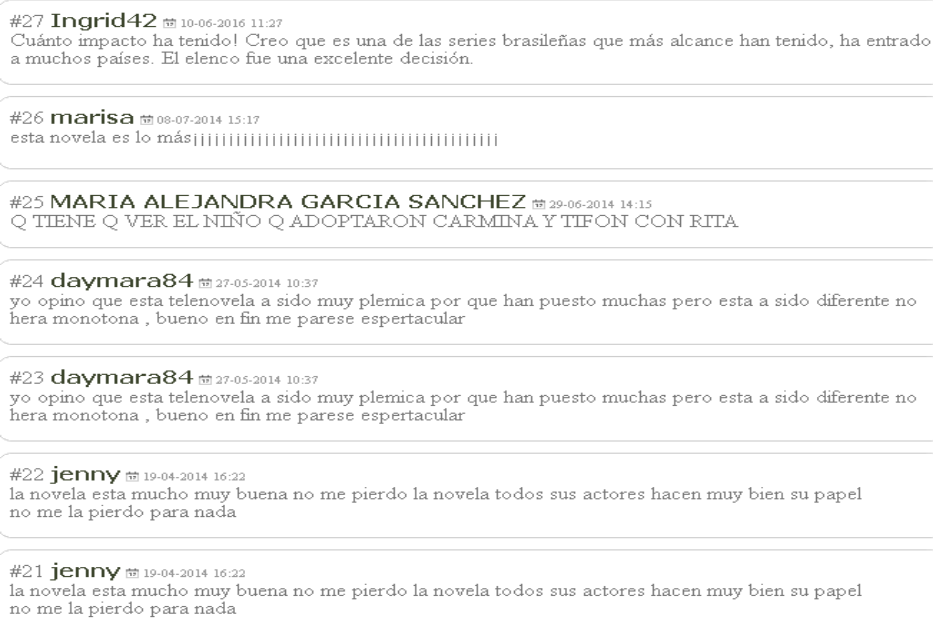 #27 Ingrid42 10-06-2016 11:27
Cuánto impacto ha tenido! Creo que es una de las series brasileñas que más alcance han tenido, ha entrado
a muchos países. El elenco fue una excelente decisión.
#26 marisa 08-07-2014 15:17
esta novela es lo más¡¡¡¡¡¡¡¡¡¡¡¡¡¡¡¡¡¡¡¡¡¡¡¡¡¡¡¡¡¡¡¡¡¡¡¡¡¡¡¡¡¡¡
#25 MARIA ALEJANDRA GARCIA SANCHEZ 29-06-2014 14:15
Q TIENE Q VER EL NIÑO Q ADOPTARON CARMINA Y TIFON CON RITA
#24 daymara84 27-05-2014 10:37
yo opino que esta telenovela a sido muy plemica por que han puesto muchas pero esta a sido diferente no
hera monotona , bueno en fin me parese espertacular
#23 daymara84 27-05-2014 10:37
yo opino que esta telenovela a sido muy plemica por que han puesto muchas pero esta a sido diferente no
hera monotona , bueno en fin me parese espertacular
#22 jenny 19-04-2014 16:22
la novela esta mucho muy buena no me pierdo la novela todos sus actores hacen muy bien su papel
no me la pierdo para nada
#21 jenny 19-04-2014 16:22
la novela esta mucho muy buena no me pierdo la novela todos sus actores hacen muy bien su papel
no me la pierdo para nada